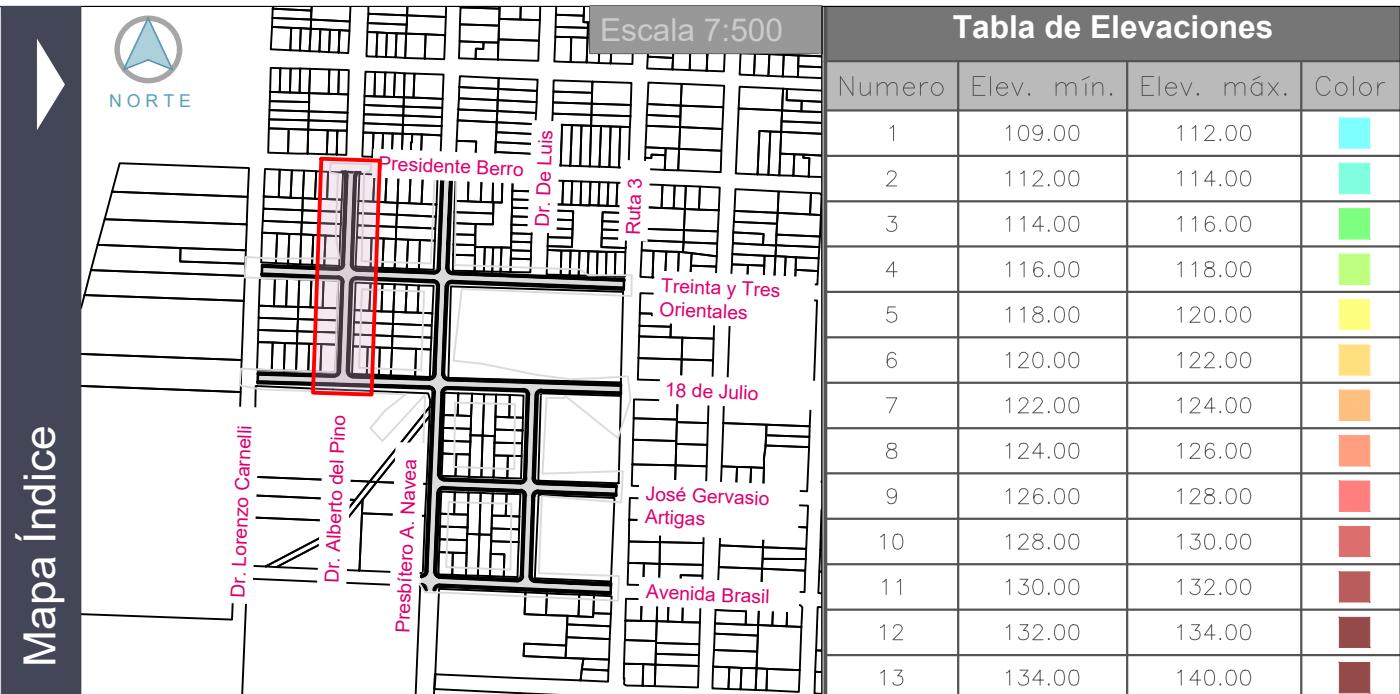 Mapa Índice
NORTE
Escala 7:500
Presidente Berro
Dr. De Luis
Ruta 3
Treinta y Tres
Orientales
18 de Julio
José Gervasio
Artigas
Avenida Brasil
Dr. Lorenzo Carnelli
Dr. Alberto del Pino
Presbítero A. Navea
Tabla de Elevaciones
Numero Elev. mín. Elev. máx. Color
1 109.00 112.00
2 112.00 114.00
3 114.00 116.00
4 116.00 118.00
5 118.00 120.00
6 120.00 122.00
7 122.00 124.00
8 124.00 126.00
9 126.00 128.00
10 128.00 130.00
11 130.00 132.00
12 132.00 134.00
13 134.00 140.00